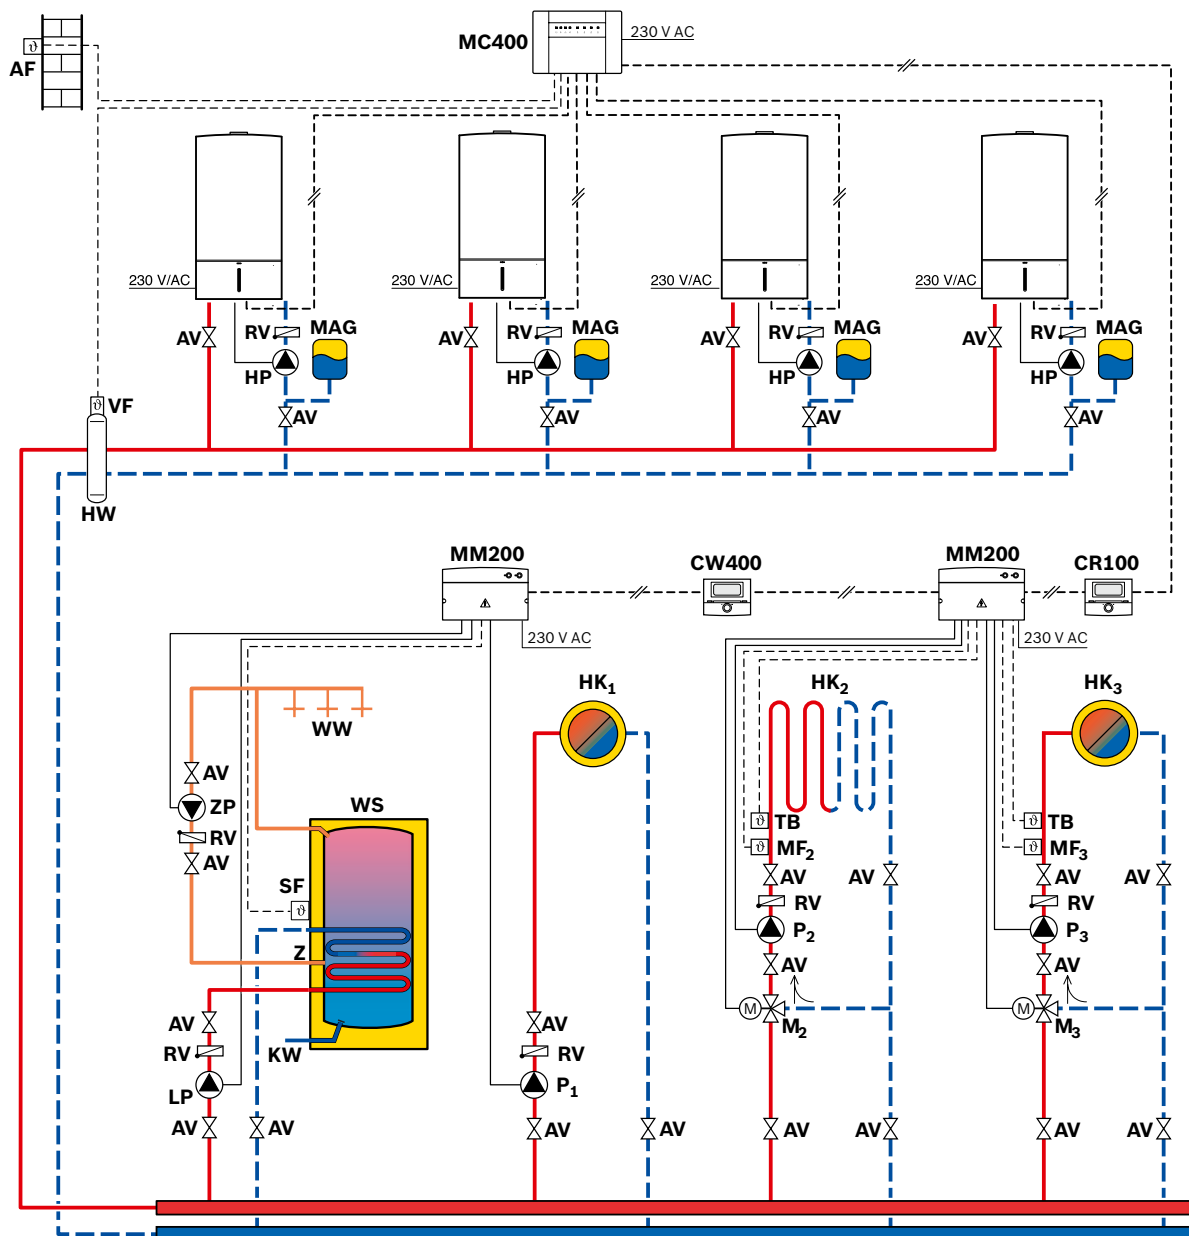 MC400
230 V AC
AF
ϑ
230 V/AC
230 V/AC
230 V/AC
230 V/AC
AV
RV
MAG
HP
AV
AV
RV
MAG
HP
AV
AV
RV
MAG
HP
AV
AV
RV
MAG
HP
AV
ϑ
VF
HW
MM200
CW400
MM200
CR100
230 V AC
230 V AC
HK1
HK2
HK3
WW
AV
ZP
WS
RV
AV
SF
ϑ
Z
ϑ
TB
ϑ
MF2
AV
AV
RV
P2
AV
M
M2
ϑ
TB
ϑ
MF3
AV
AV
RV
P3
AV
M
M3
AV
RV
LP
AV
AV
KW
AV
RV
P1
AV
AV
AV
AV
AV
AV